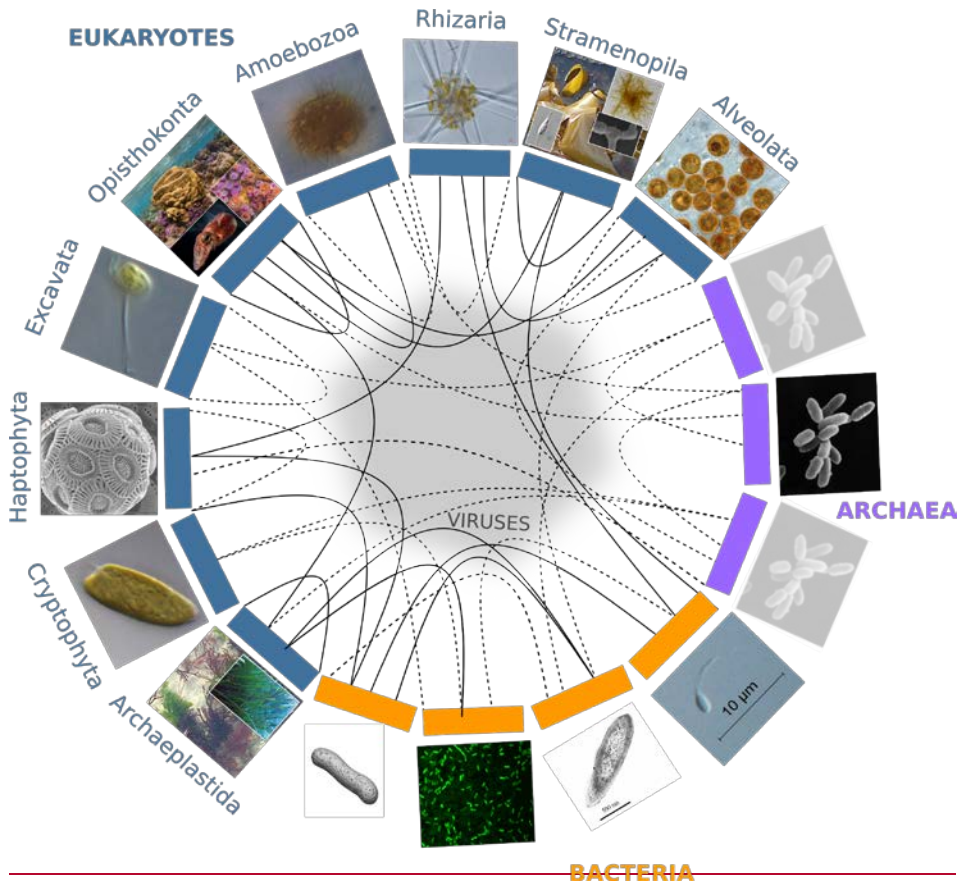 EUKARYOTES
Rhizaria
Amoebozoa
Stramenopila
Opisthokonta
Alveolata
Excavata
Haptophyta
VIRUSES
ARCHAEA
Cryptophyta
Archaeplastida
10 µm
BACTERIA